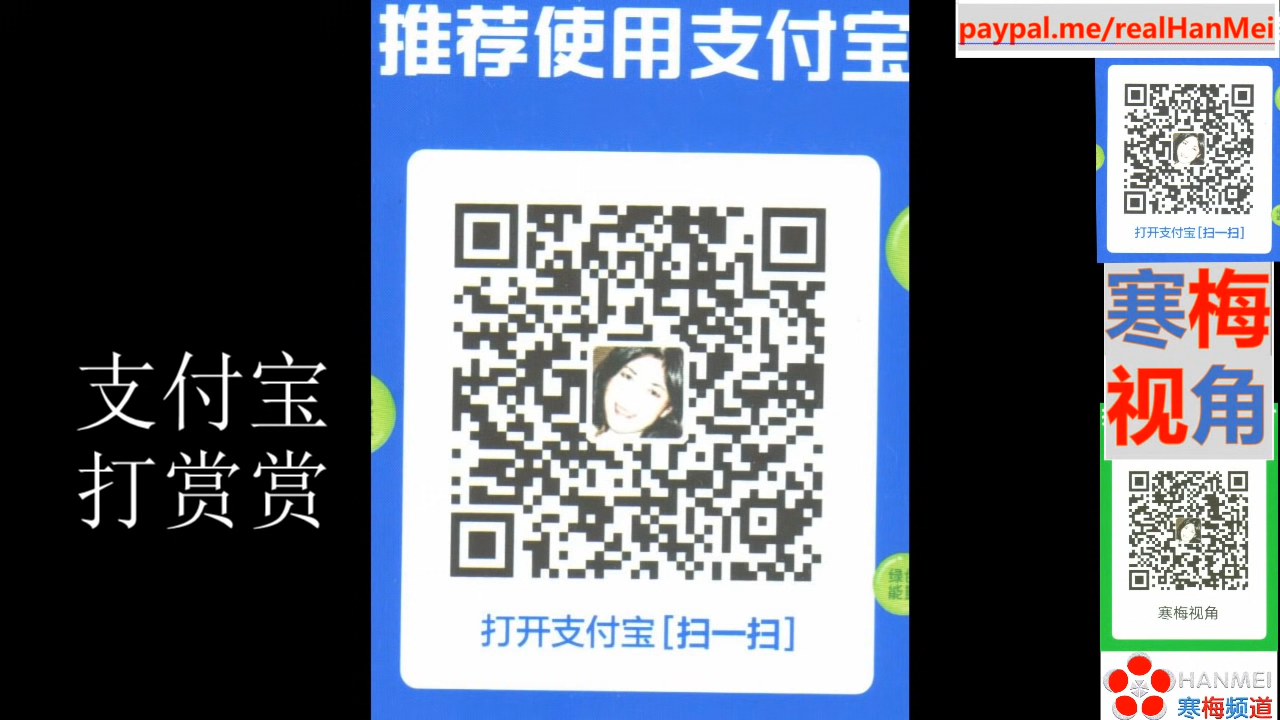 推荐使用支付宝
支付宝
打赏赏
打开支付宝[扫一扫]
paypal.me/realHanMei
打开支付宝[扫一扫]
寒梅
视角
寒梅视角
HANMEI
寒梅频道